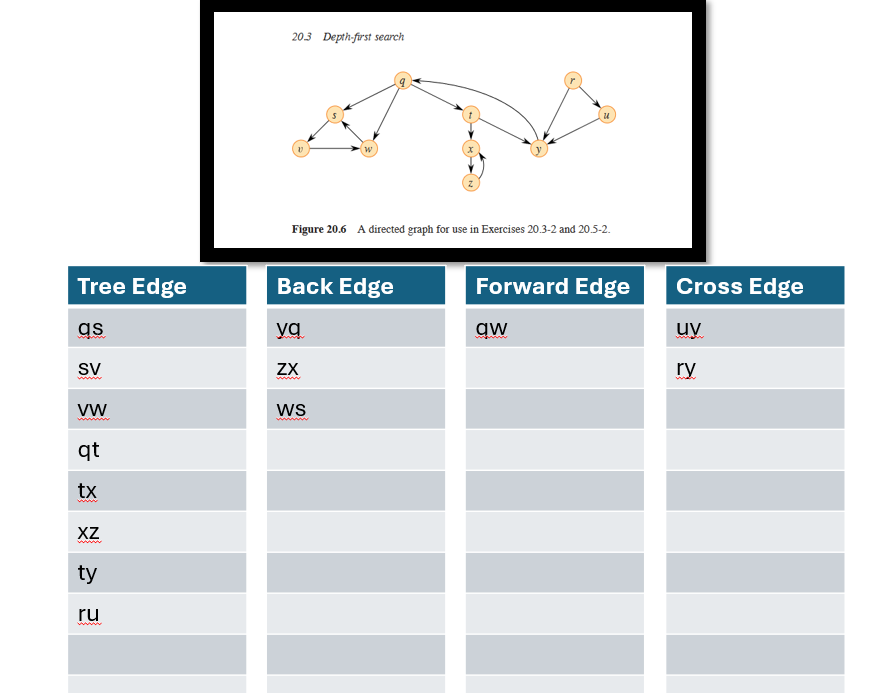 20.3 Depth-first search
q
r
s
t
u
v
w
x
y
z
Figure 20.6 A directed graph for use in Exercises 20.3-2 and 20.5-2.
Tree Edge Back Edge Forward Edge Cross Edge
qs yq qw uy
sv zx ry
vw ws
qt
tx
xz
ty
ru